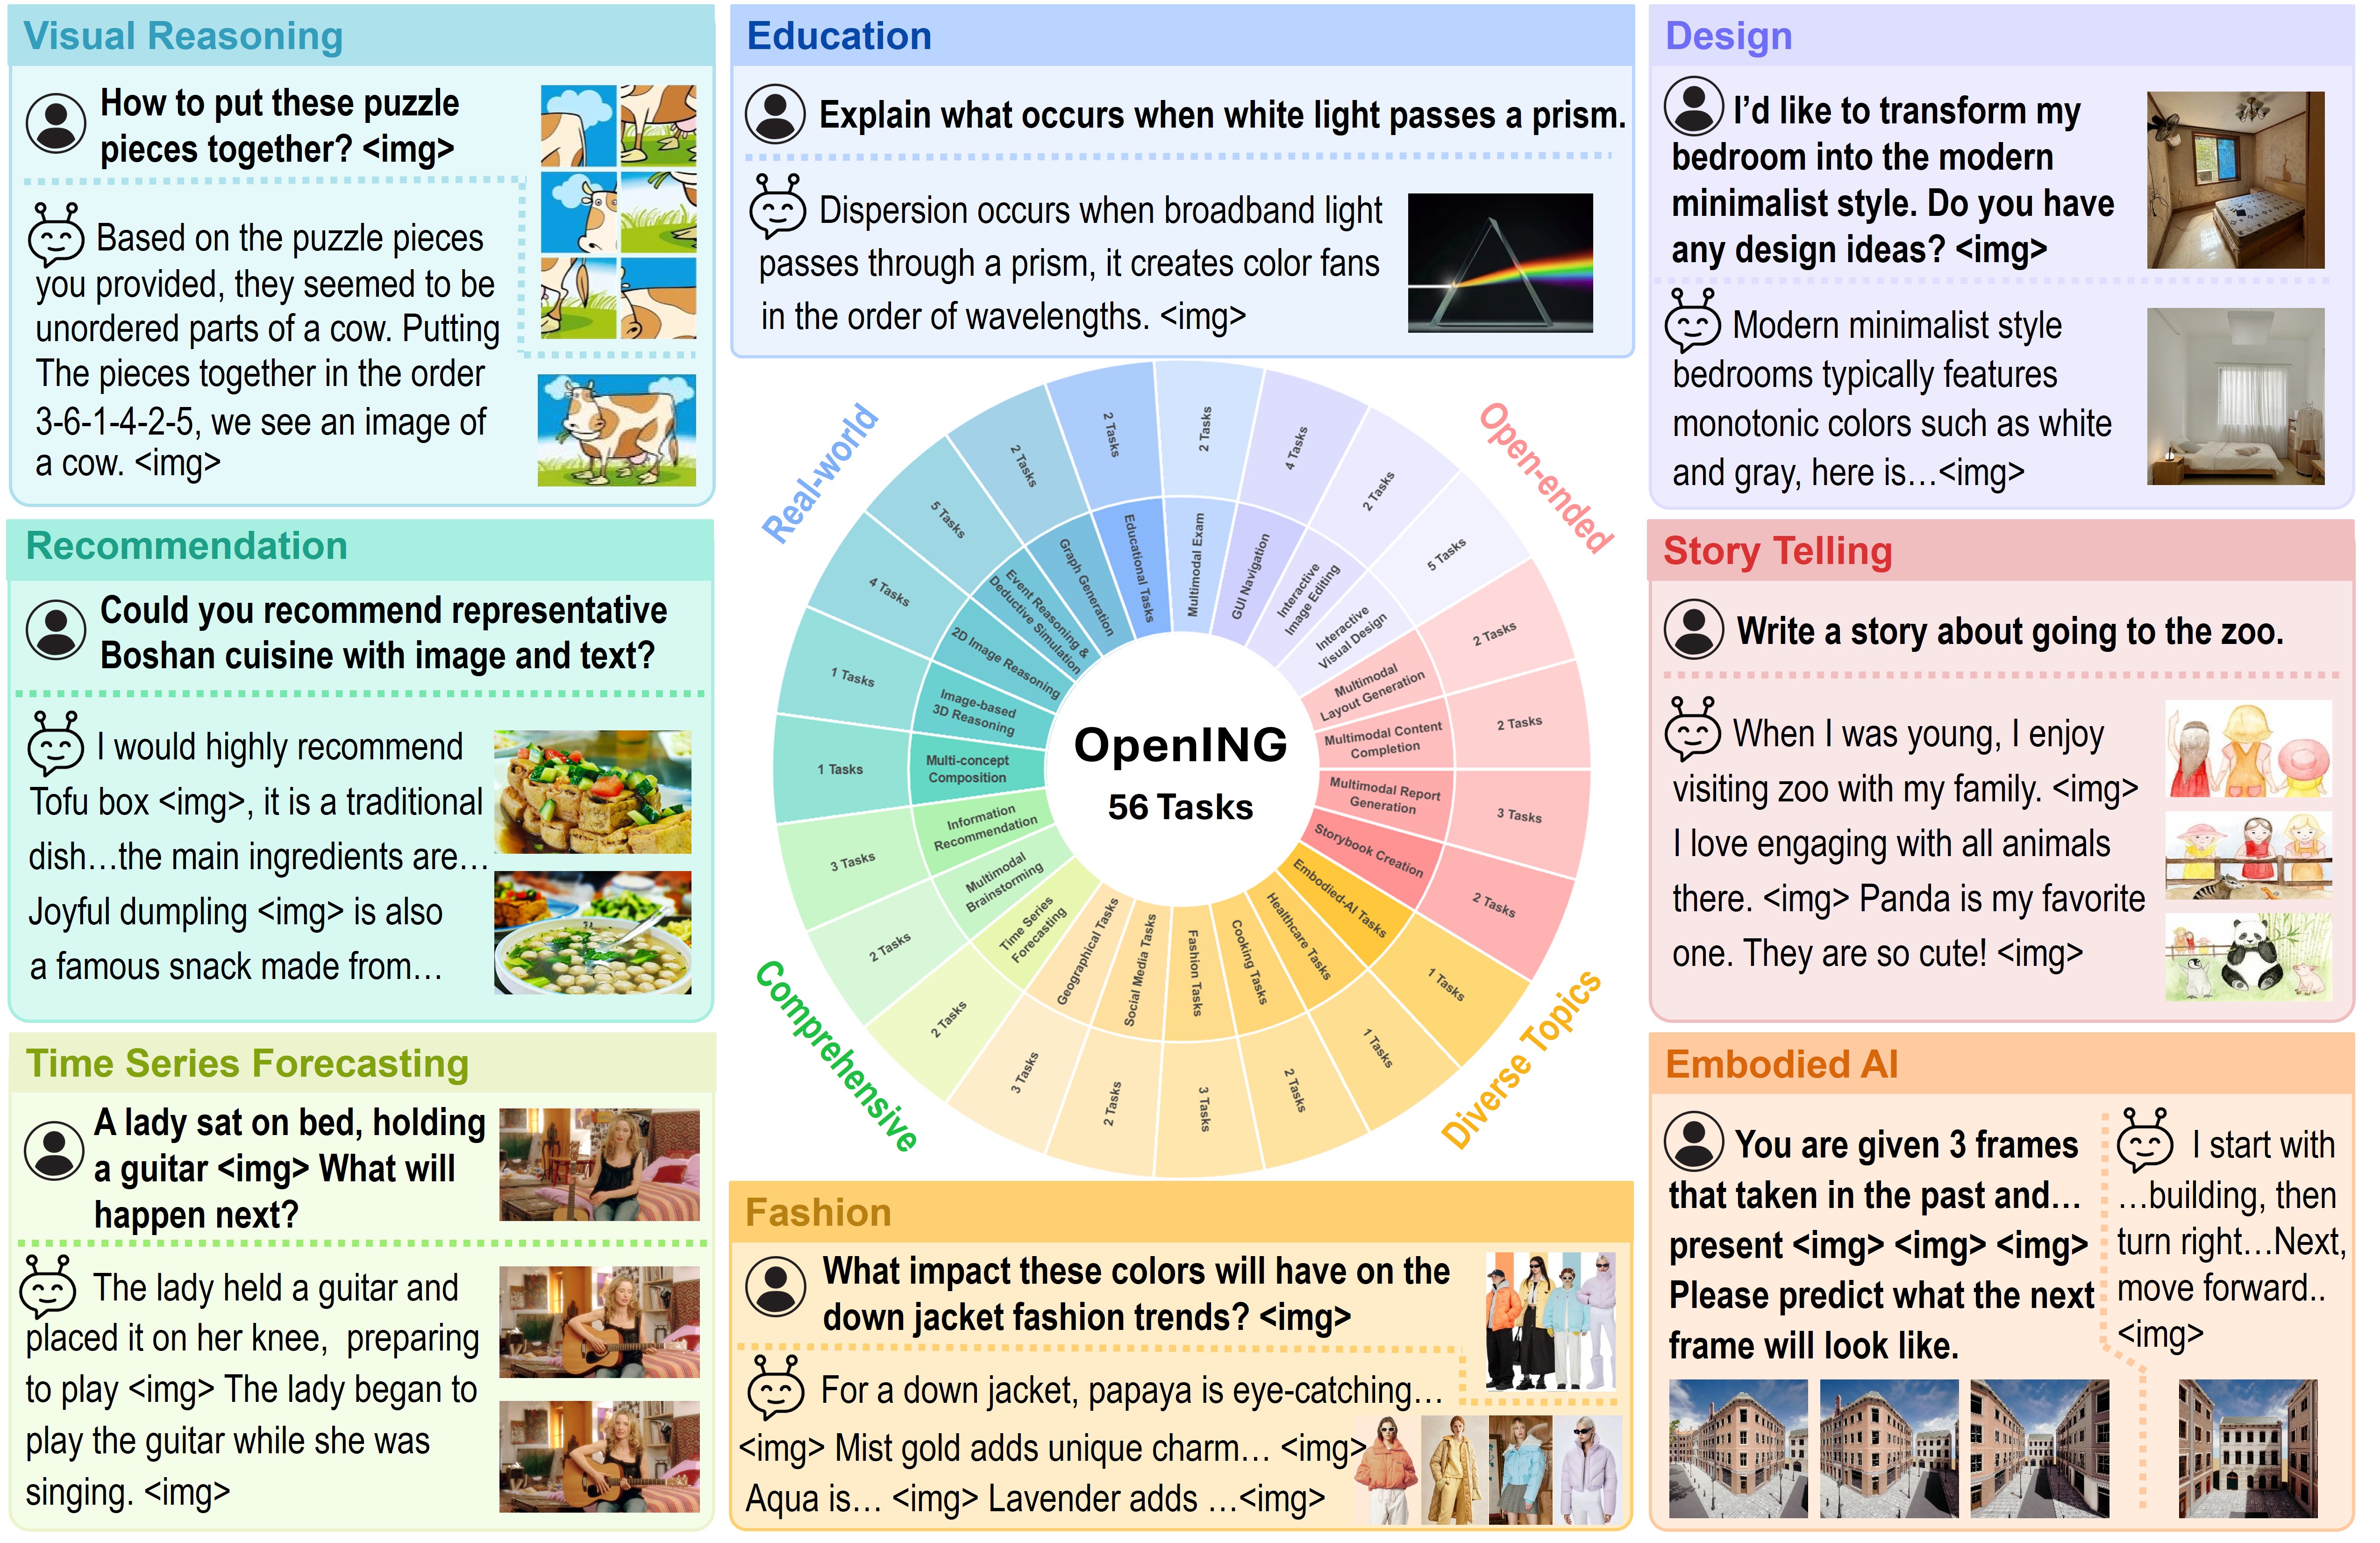 Visual Reasoning
How to put these puzzle
pieces together? <img>
Based on the puzzle pieces
you provided, they seemed to be
unordered parts of a cow. Putting
The pieces together in the order
3-6-1-4-2-5, we see an image of
a cow. <img>
Education
Explain what occurs when white light passes a prism.
Dispersion occurs when broadband light
passes through a prism, it creates color fans
in the order of wavelengths. <img>
Design
I'd like to transform my
bedroom into the modern
minimalist style. Do you have
any design ideas? <img>
Modern minimalist style
bedrooms typically features
monotonic colors such as white
and gray, here is…<img>
Recommendation
Could you recommend representative
Boshan cuisine with image and text?
I would highly recommend
Tofu box <img>, it is a traditional
dish…the main ingredients are…
Joyful dumpling <img> is also
a famous snack made from…
Real-world
Open-ended
Comprehensive
Diverse Topics
OpenING
56 Tasks
Multimodal Exam
2 Tasks
GUI Navigation
4 Tasks
Interactive
Image Editing
2 Tasks
Interactive
Visual Design
5 Tasks
Multimodal
Layout Generation
2 Tasks
Multimodal Content
Completion
2 Tasks
Multimodal Report
Generation
3 Tasks
Storybook Creation
2 Tasks
Embodied-AI Tasks
1 Tasks
Healthcare Tasks
1 Tasks
Cooking Tasks
2 Tasks
Fashion Tasks
3 Tasks
Social Media Tasks
2 Tasks
Geographical Tasks
3 Tasks
Time Series
Forecasting
2 Tasks
Multimodal
Brainstorming
2 Tasks
Information
Recommendation
3 Tasks
Multi-concept
Composition
1 Tasks
Image-based
3D Reasoning
1 Tasks
2D Image Reasoning
4 Tasks
Event Reasoning &
Deductive Simulation
5 Tasks
Graph Generation
2 Tasks
Educational Tasks
2 Tasks
Story Telling
Write a story about going to the zoo.
When I was young, I enjoy
visiting zoo with my family. <img>
I love engaging with all animals
there. <img> Panda is my favorite
one. They are so cute! <img>
Time Series Forecasting
A lady sat on bed, holding
a guitar <img> What will
happen next?
The lady held a guitar and
placed it on her knee, preparing
to play <img> The lady began to
play the guitar while she was
singing. <img>
Fashion
What impact these colors will have on the
down jacket fashion trends? <img>
For a down jacket, papaya is eye-catching…
<img> Mist gold adds unique charm… <img>
Aqua is… <img> Lavender adds …<img>
Embodied AI
You are given 3 frames
that taken in the past and…
present <img> <img> <img>
Please predict what the next
frame will look like.
I start with
…building, then
turn right…Next,
move forward..
<img>